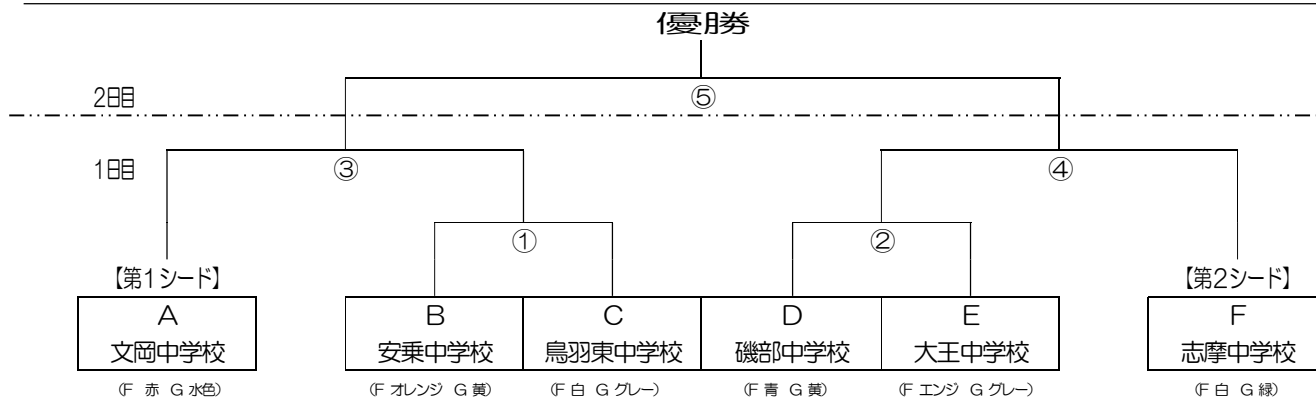 優勝
2日目
⑤
1日目
③
④
①
②
【第1シード】
【第2シード】
A
B
C
D
E
F
文岡中学校
安乗中学校
鳥羽東中学校
磯部中学校
大王中学校
志摩中学校
(F 赤 G 水色)
(F オレンジ G 黄)
(F 白 G グレー)
(F 青 G 黄)
(F エンジ G グレー)
(F 白 G 緑)